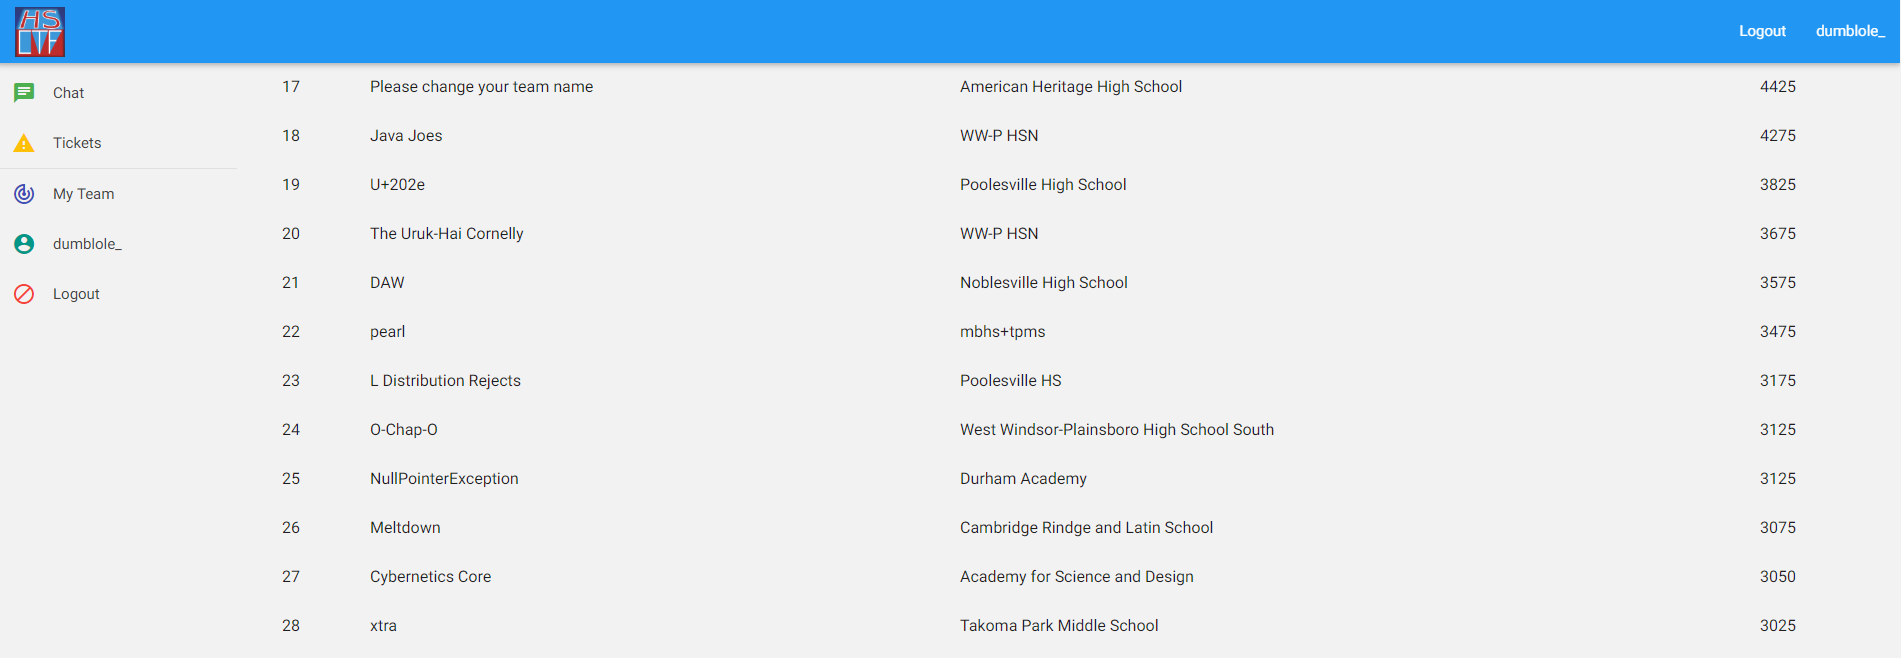 HS
CTF
Logout dumblole_
Chat
Tickets
My Team
dumblole_
Logout
17 Please change your team name American Heritage High School 4425
18 Java Joes WW-P HSN 4275
19 U+202e Poolesville High School 3825
20 The Uruk-Hai Cornelly WW-P HSN 3675
21 DAW Noblesville High School 3575
22 pearl mbhs+tpms 3475
23 L Distribution Rejects Poolesville HS 3175
24 O-Chap-O West Windsor-Plainsboro High School South 3125
25 NullPointerException Durham Academy 3125
26 Meltdown Cambridge Rindge and Latin School 3075
27 Cybernetics Core Academy for Science and Design 3050
28 xtra Takoma Park Middle School 3025